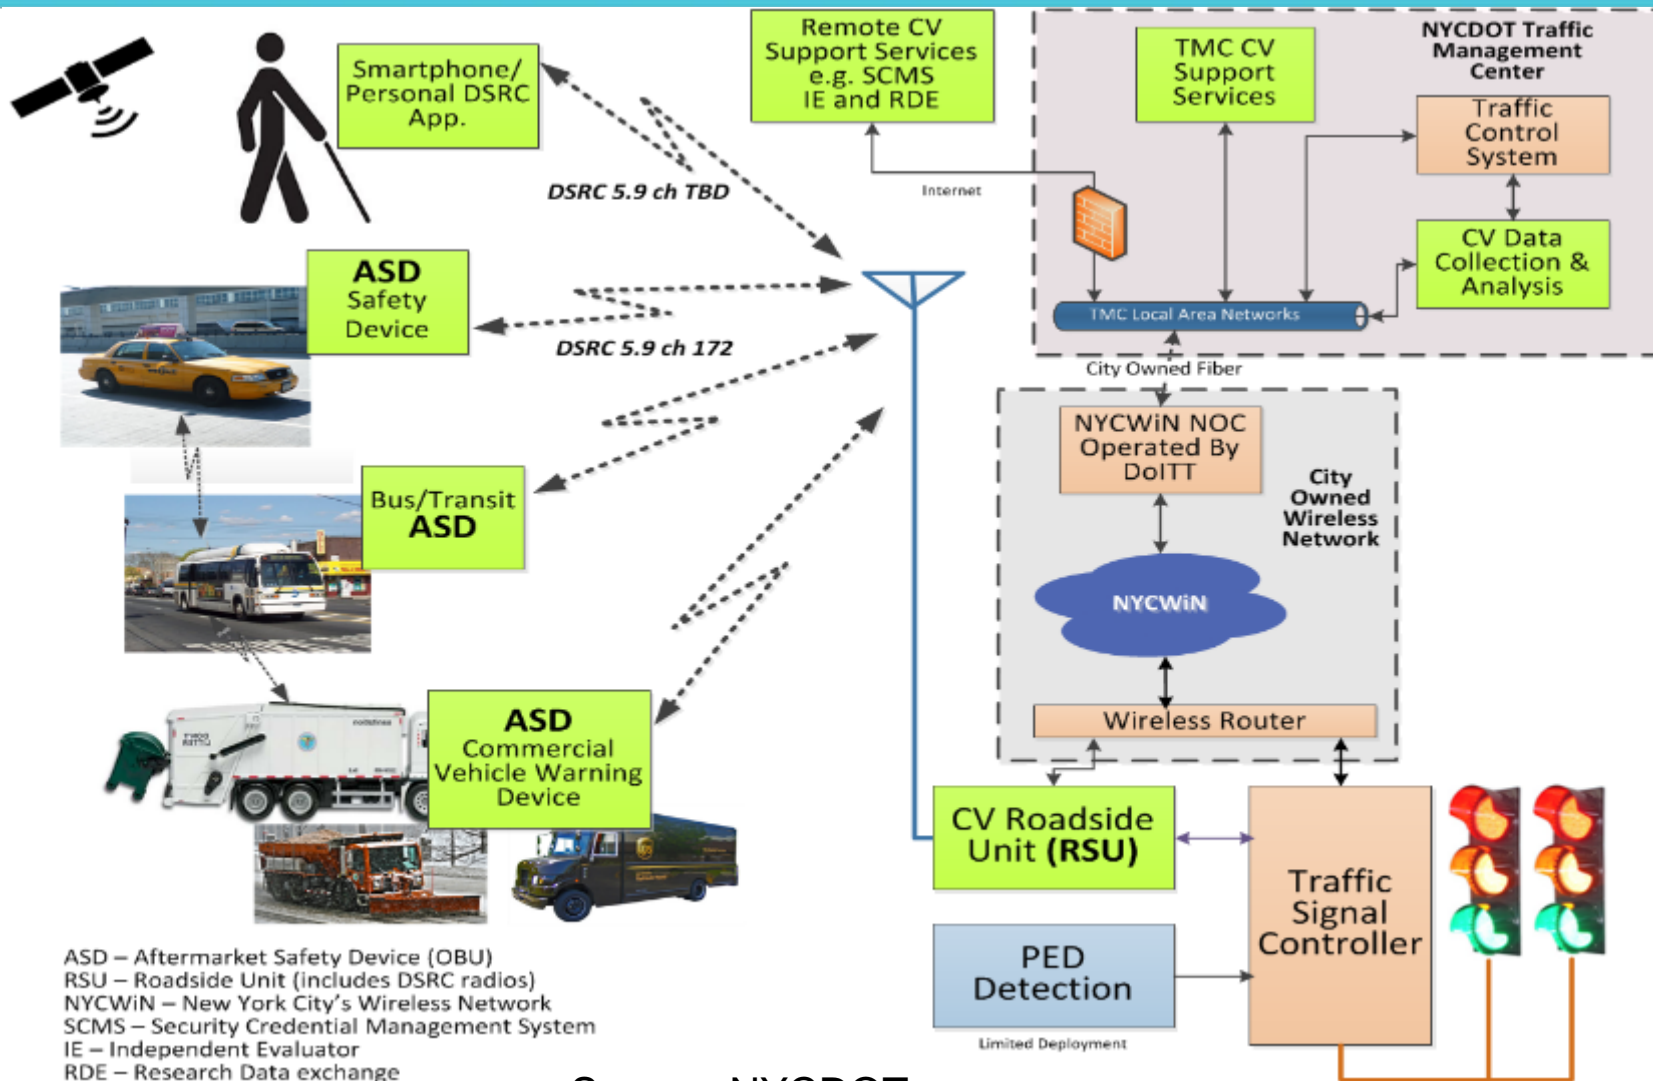 Smartphone/
Personal DSRC
App.
DSRC 5.9 ch TBD
Remote CV
Support Services
e.g. SCMS
IE and RDE
Internet
TMC CV
Support
Services
NYCDOT Traffic
Management
Center
Traffic
Control
System
CV Data
Collection &
Analysis
TMC Local Area Networks
ASD
Safety
Device
DSRC 5.9 ch 172
Bus/Transit
ASD
City Owned Fiber
NYCWiN NOC
Operated By
DoITT
City
Owned
Wireless
Network
NYCWiN
Wireless Router
ASD
Commercial
Vehicle Warning
Device
CV Roadside
Unit (RSU)
Traffic
Signal
Controller
PED
Detection
Limited Deployment
ASD – Aftermarket Safety Device (OBU)
RSU – Roadside Unit (includes DSRC radios)
NYCWiN – New York City's Wireless Network
SCMS – Security Credential Management System
IE – Independent Evaluator
RDE – Research Data exchange